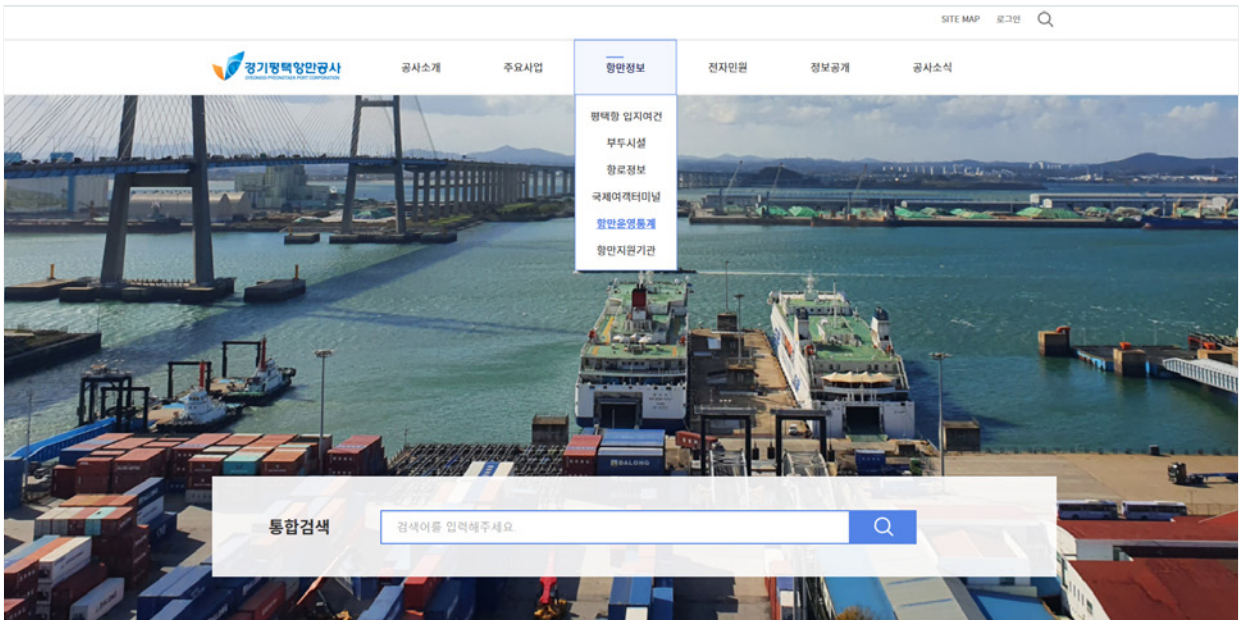 SITE MAP 로그인
경기평택항만공사
GYEONGGI PYEONGTAEK PORT CORPORATION
공사소개 주요사업 항만정보 전자민원 정보공개 공사소식
평택항 입지여건
부두시설
항로정보
국제여객터미널
항만운영통계
항만지원기관
DALONG
통합검색 검색어를 입력해주세요.